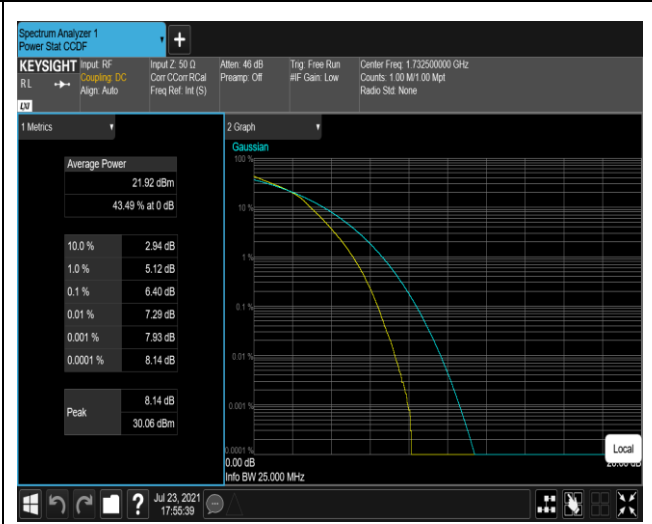 Spectrum Analyzer 1
Power Stat CCDF
+
KEYSIGHT
RL
LXI
Input: RF
Coupling: DC
Align: Auto
Input Z: 50 Ω
Corr CCorr RCal
Freq Ref: Int (S)
Atten: 46 dB
Preamp: Off
Trig: Free Run
#IF Gain: Low
Center Freq: 1.732500000 GHz
Counts: 1.00 M/1.00 Mpt
Radio Std: None
1 Metrics
Average Power
21.92 dBm
43.49 % at 0 dB
10.0 % 2.94 dB
1.0 % 5.12 dB
0.1 % 6.40 dB
0.01 % 7.29 dB
0.001 % 7.93 dB
0.0001 % 8.14 dB
Peak
8.14 dB
30.06 dBm
2 Graph
Gaussian
100 %
10 %
1 %
0.1 %
0.01 %
0.001 %
0.0001 %
0.00 dB
Info BW 25.000 MHz
Local
?
Jul 23, 2021
17:55:39